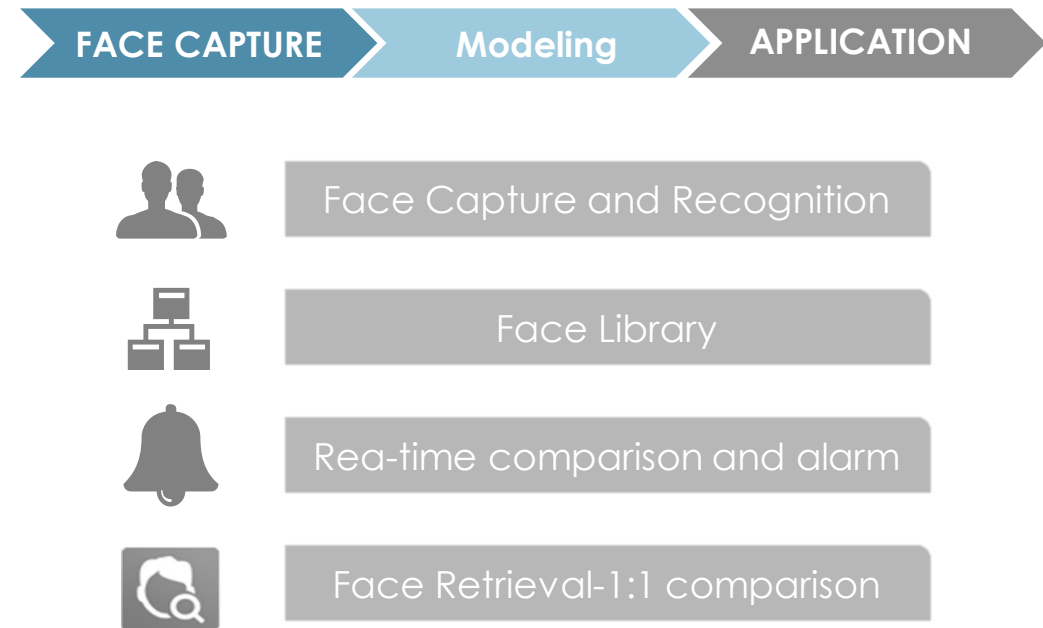 FACE CAPTURE
Modeling
APPLICATION
Face Capture and Recognition
Face Library
Rea-time comparison and alarm
Face Retrieval-1:1 comparison